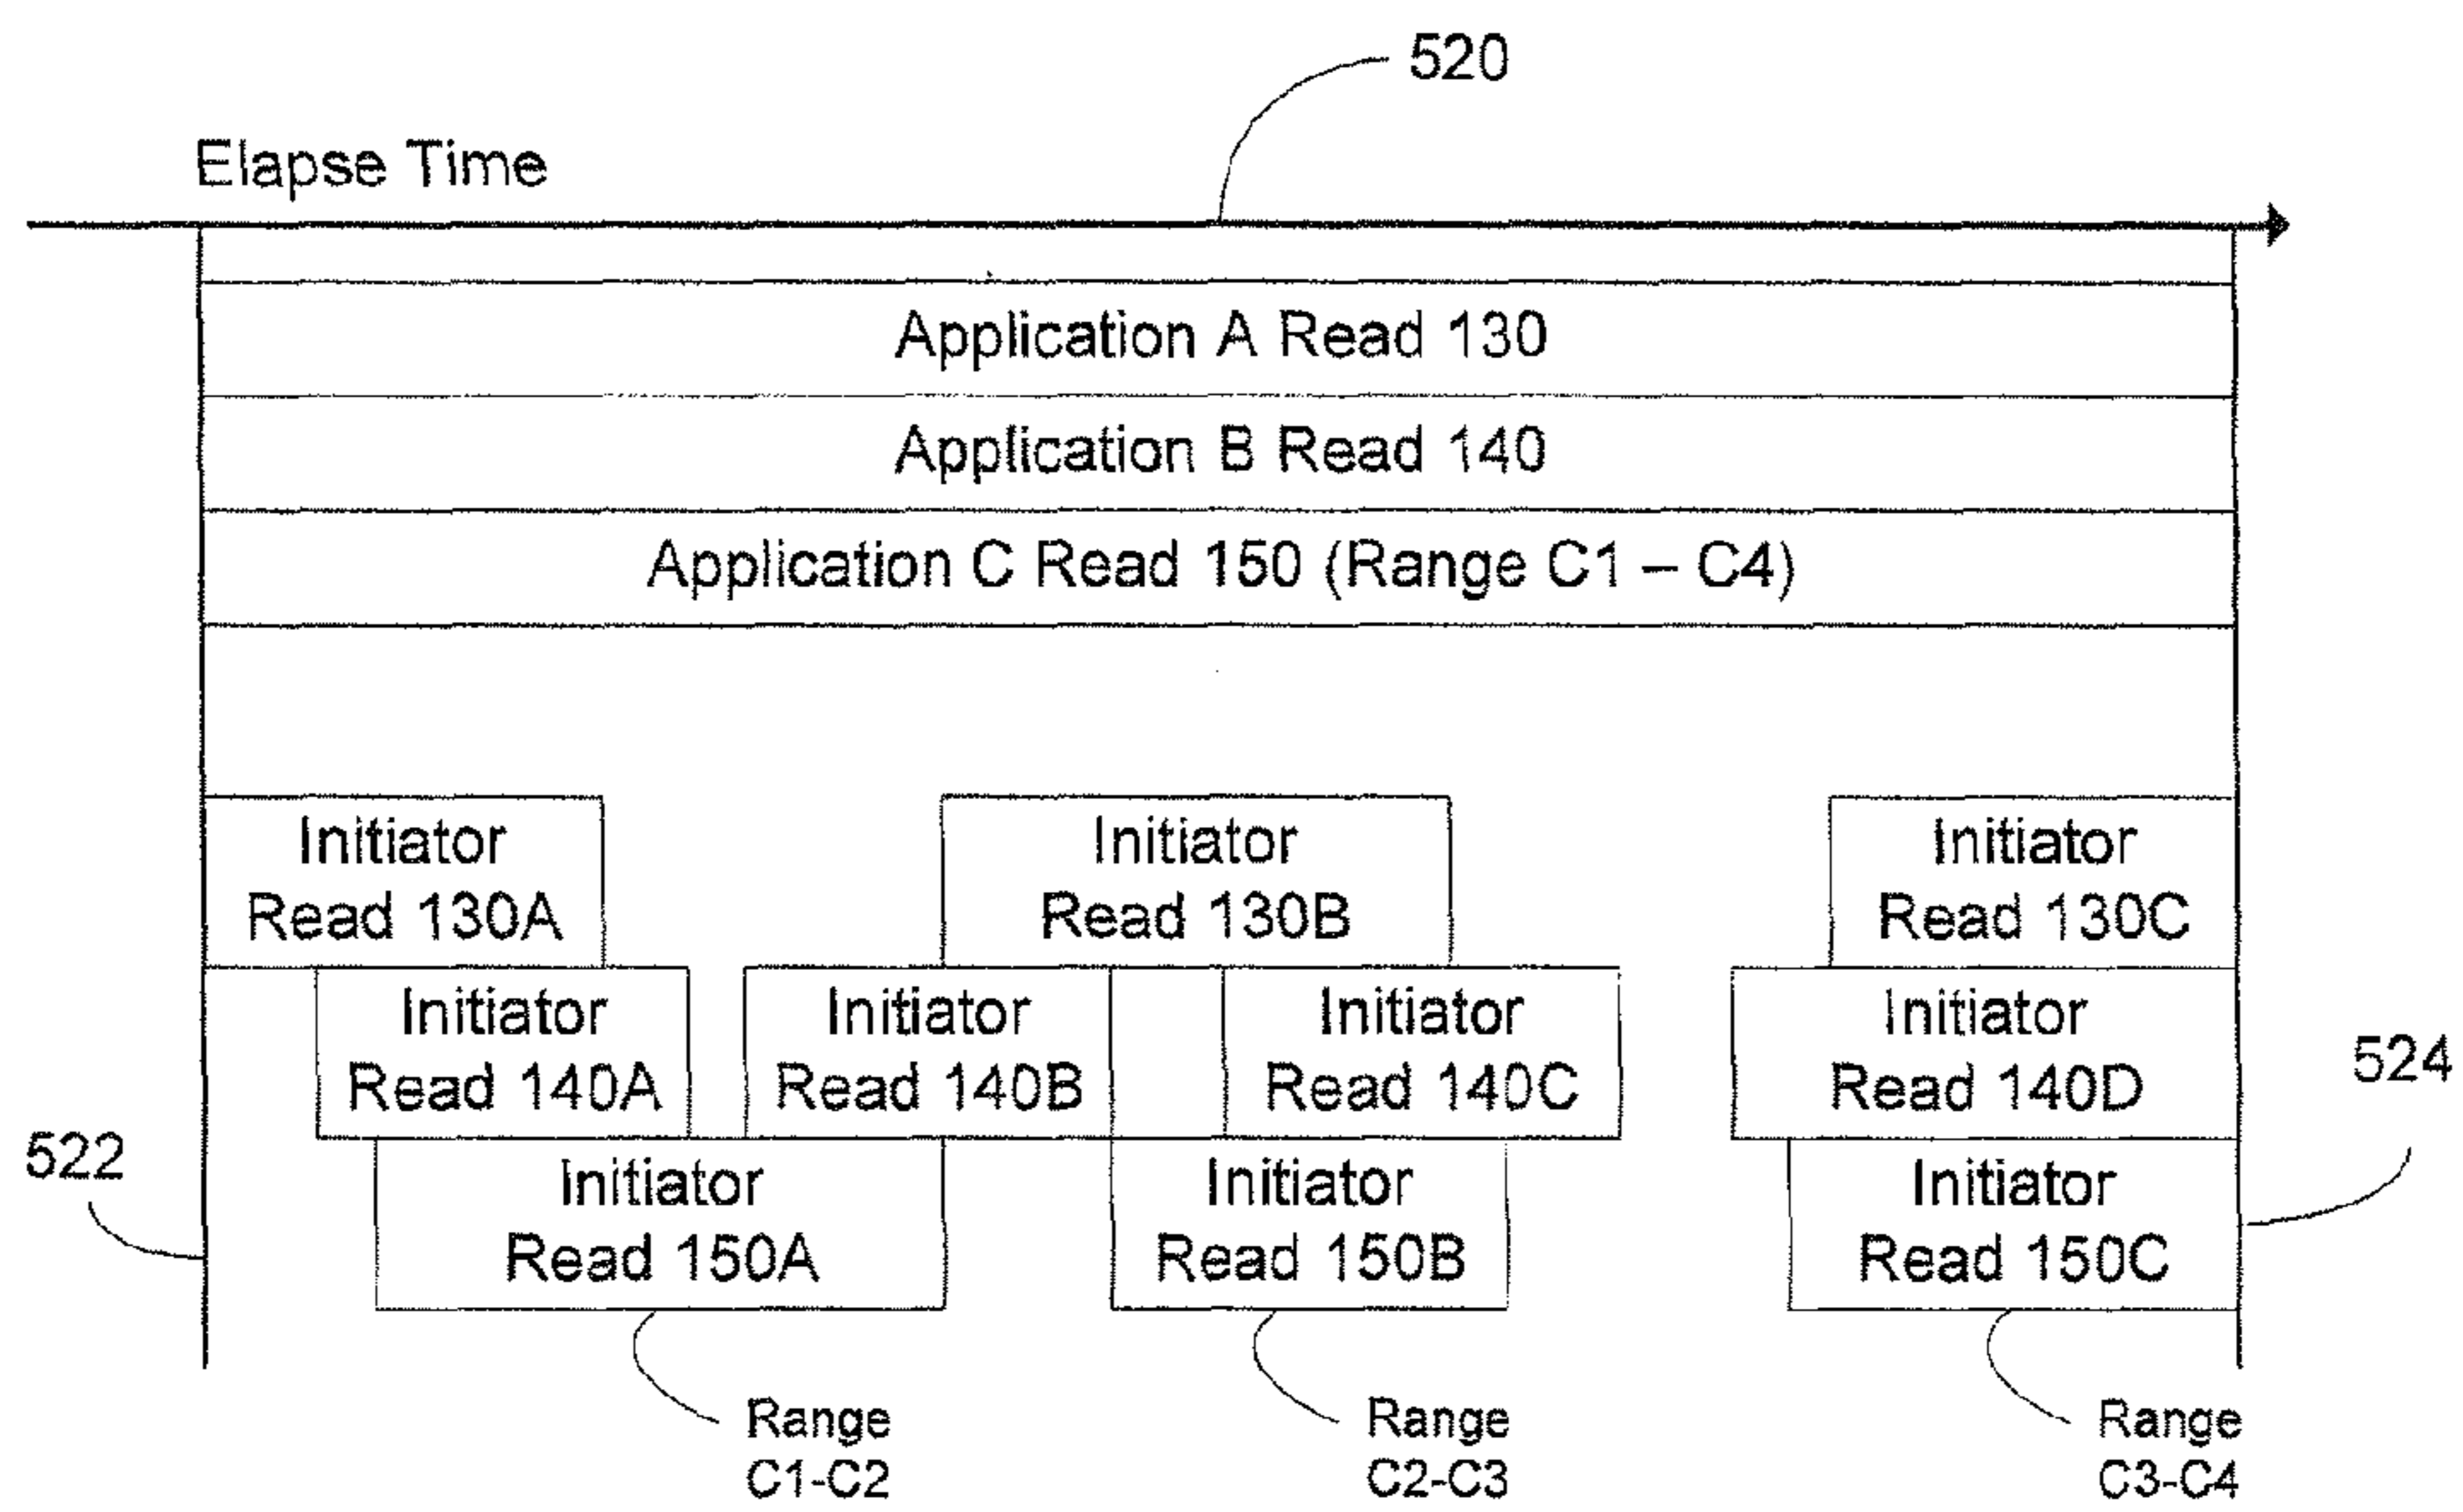 520
Elapse Time
Application A Read 130
Application B Read 140
Application C Read 150 (Range C1 – C4)
Initiator
Read 130A
Initiator
Read 130B
Initiator
Read 130C
Initiator
Read 140A
Initiator
Read 140B
Initiator
Read 140C
Initiator
Read 140D
524
522
Initiator
Read 150A
Initiator
Read 150B
Initiator
Read 150C
Range
C1-C2
Range
C2-C3
Range
C3-C4